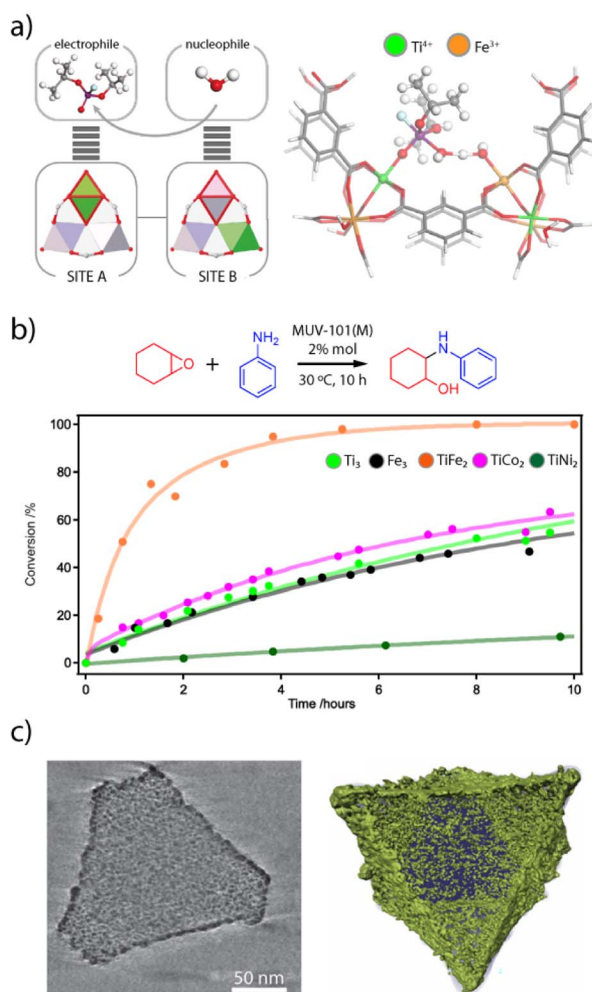 a)
electrophile
nucleophile
SITE A
SITE B
Ti⁴⁺
Fe³⁺
b)
O
+
NH₂
MUV-101(M)
2% mol
30 ºC, 10 h
H
N
OH
Conversion /%
100
80
60
40
20
0
Ti₃
Fe₃
TiFe₂
TiCo₂
TiNi₂
0
2
4
6
8
10
Time /hours
c)
50 nm